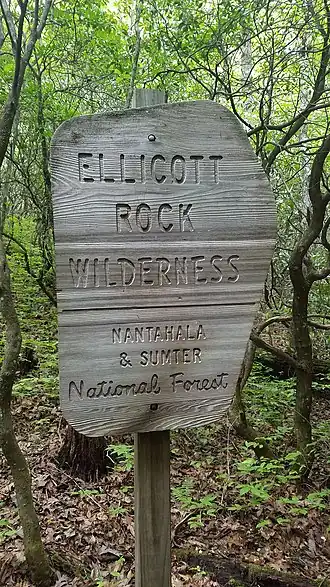 ELLICOTT
ROCK
WILDERNESS
NANTAHALA
& SUMTER
National Forest